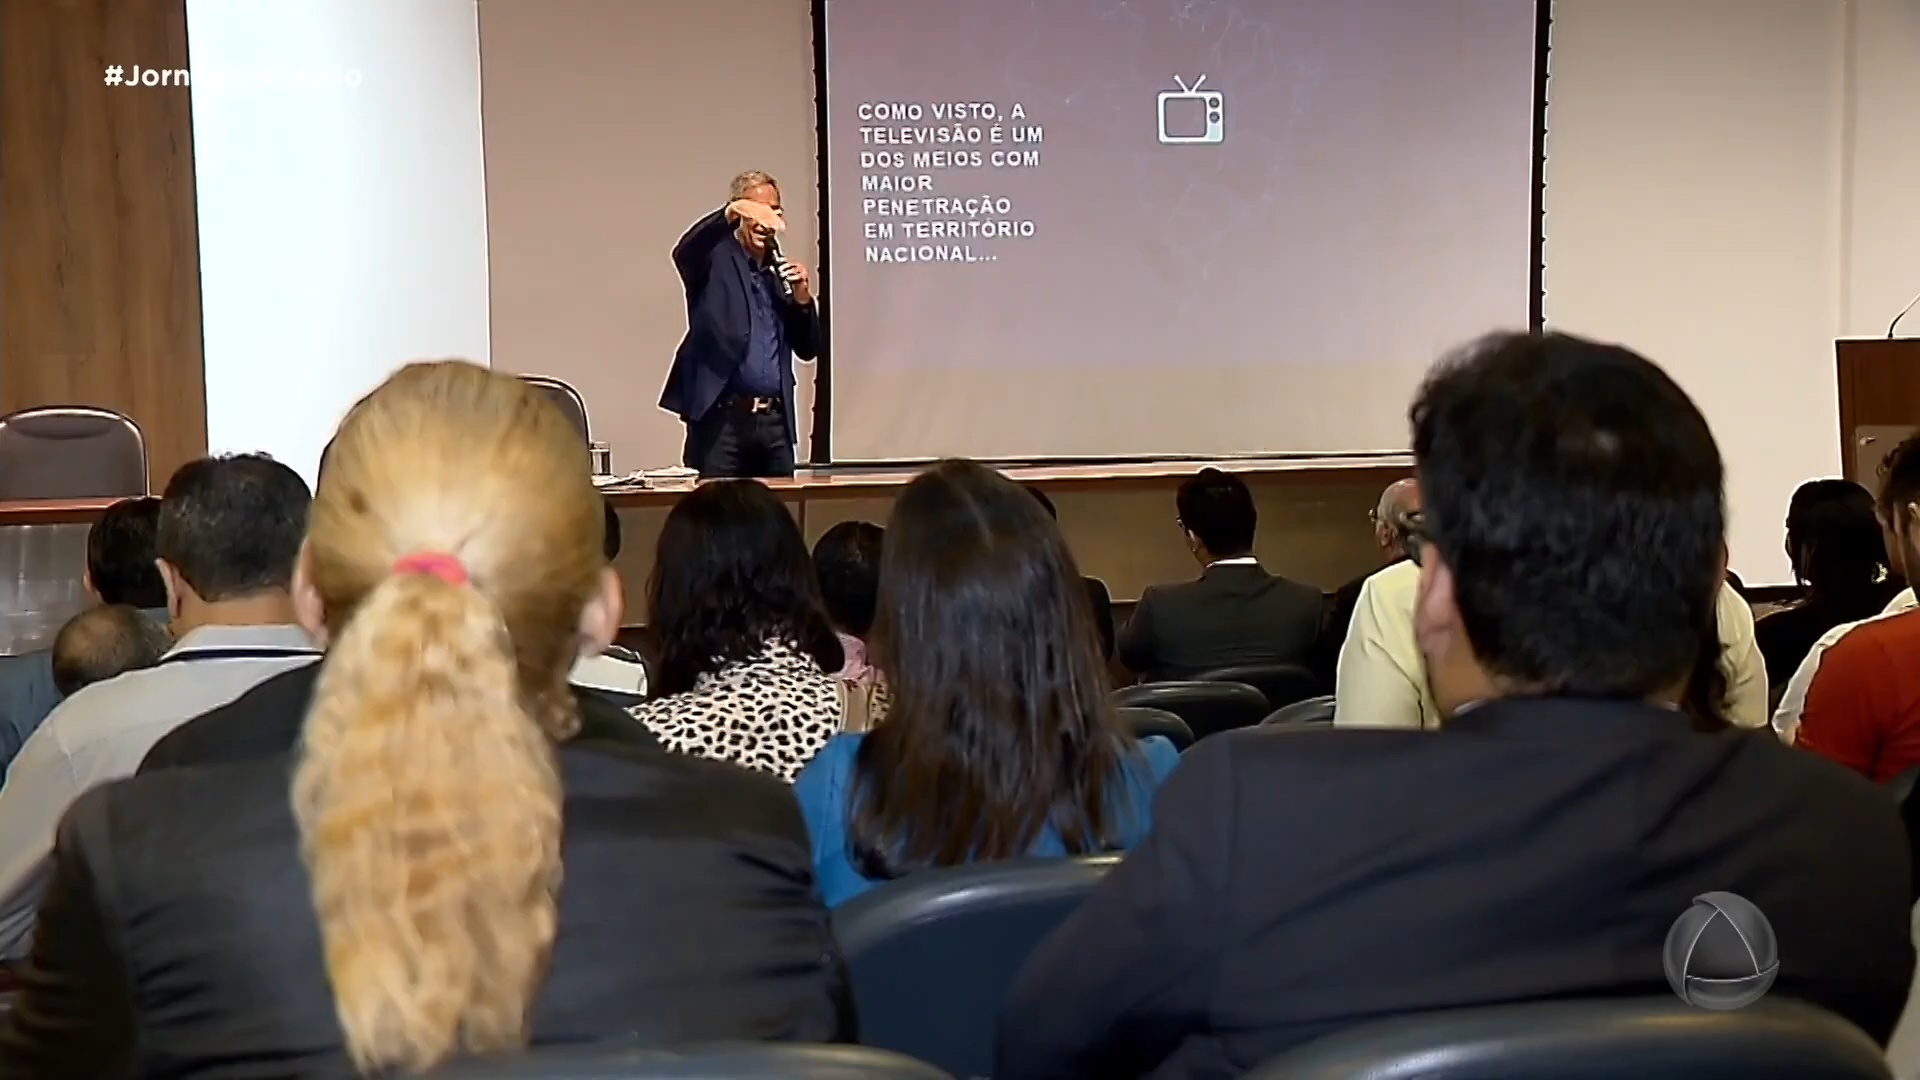 COMO VISTO, A
TELEVISÃO É UM
DOS MEIOS COM
MAIOR
PENETRAÇÃO
EM TERRITÓRIO
NACIONAL...